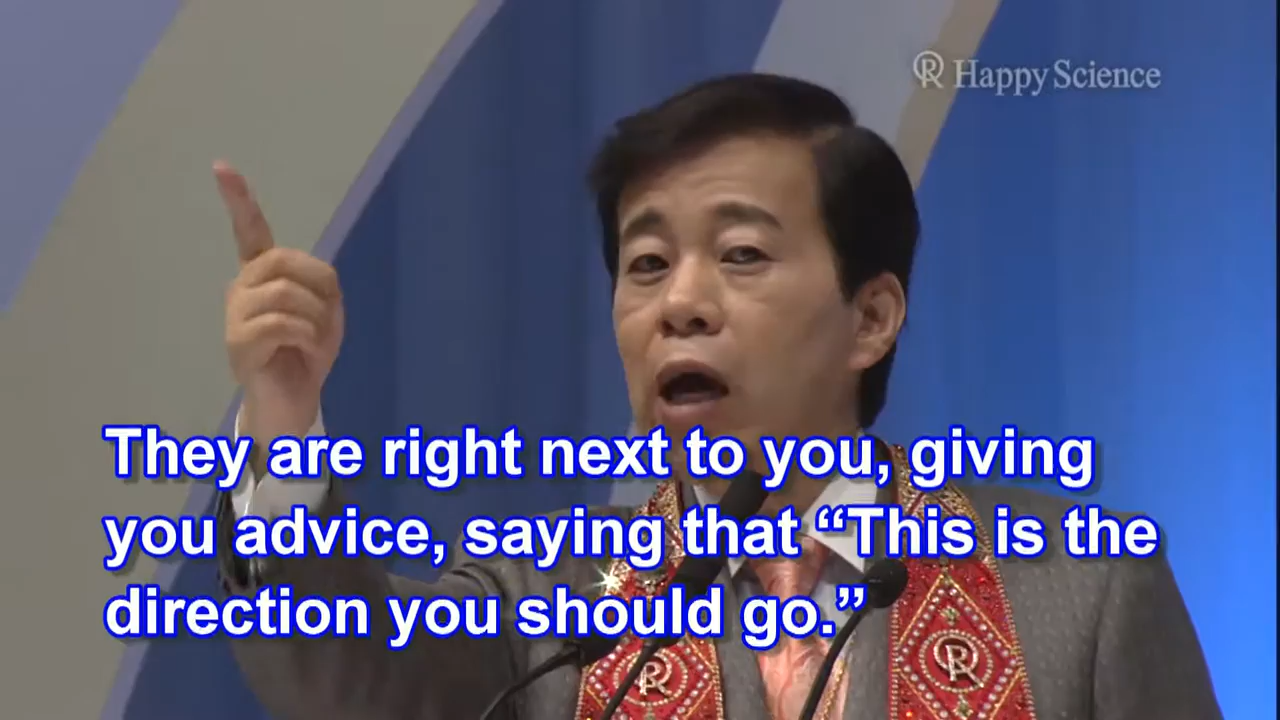 Happy Science
They are right next to you, giving
you advice, saying that “This is the
direction you should go.”